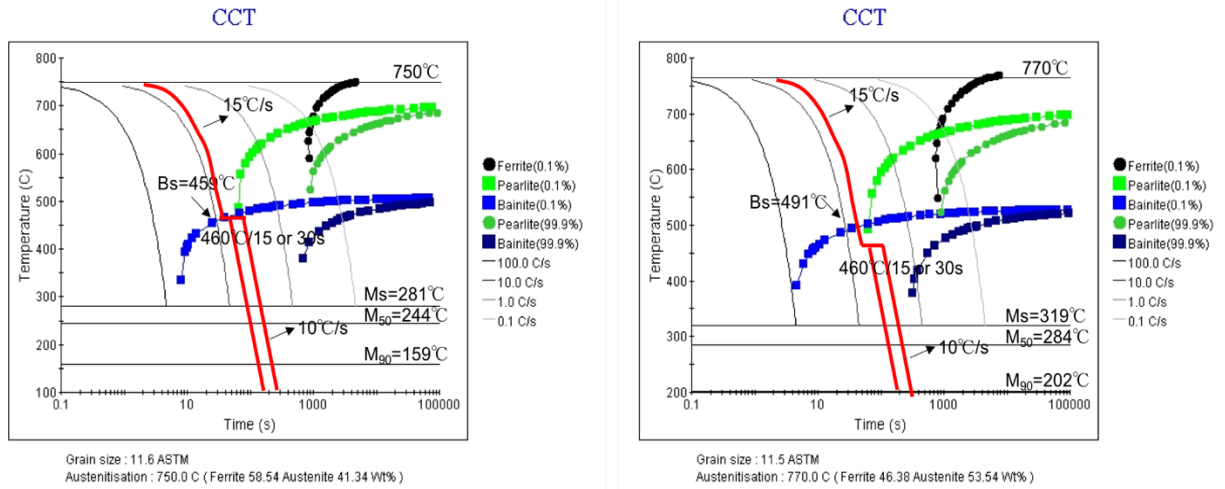 CCT
800
700
600
500
400
300
200
100
Temperature (C)
750℃
15℃/s
Bs=459℃
460℃/15 or 30s
Ms=281℃
M50=244℃
10℃/s
M90=159℃
0.1
10
1000
100000
Time (s)
Ferrite(0.1%)
Pearlite(0.1%)
Bainite(0.1%)
Pearlite(99.9%)
Bainite(99.9%)
100.0 C/s
10.0 C/s
1.0 C/s
0.1 C/s
Grain size : 11.6 ASTM
Austenitisation : 750.0 C ( Ferrite 58.54 Austenite 41.34 Wt% )
CCT
800
700
600
500
400
300
200
Temperature (C)
770℃
15℃/s
Bs=491℃
460℃/15 or 30s
Ms=319℃
M50=284℃
10℃/s
M90=202℃
0.1
10
1000
100000
Time (s)
Ferrite(0.1%)
Pearlite(0.1%)
Bainite(0.1%)
Pearlite(99.9%)
Bainite(99.9%)
100.0 C/s
10.0 C/s
1.0 C/s
0.1 C/s
Grain size : 11.5 ASTM
Austenitisation : 770.0 C ( Ferrite 46.38 Austenite 53.54 Wt% )